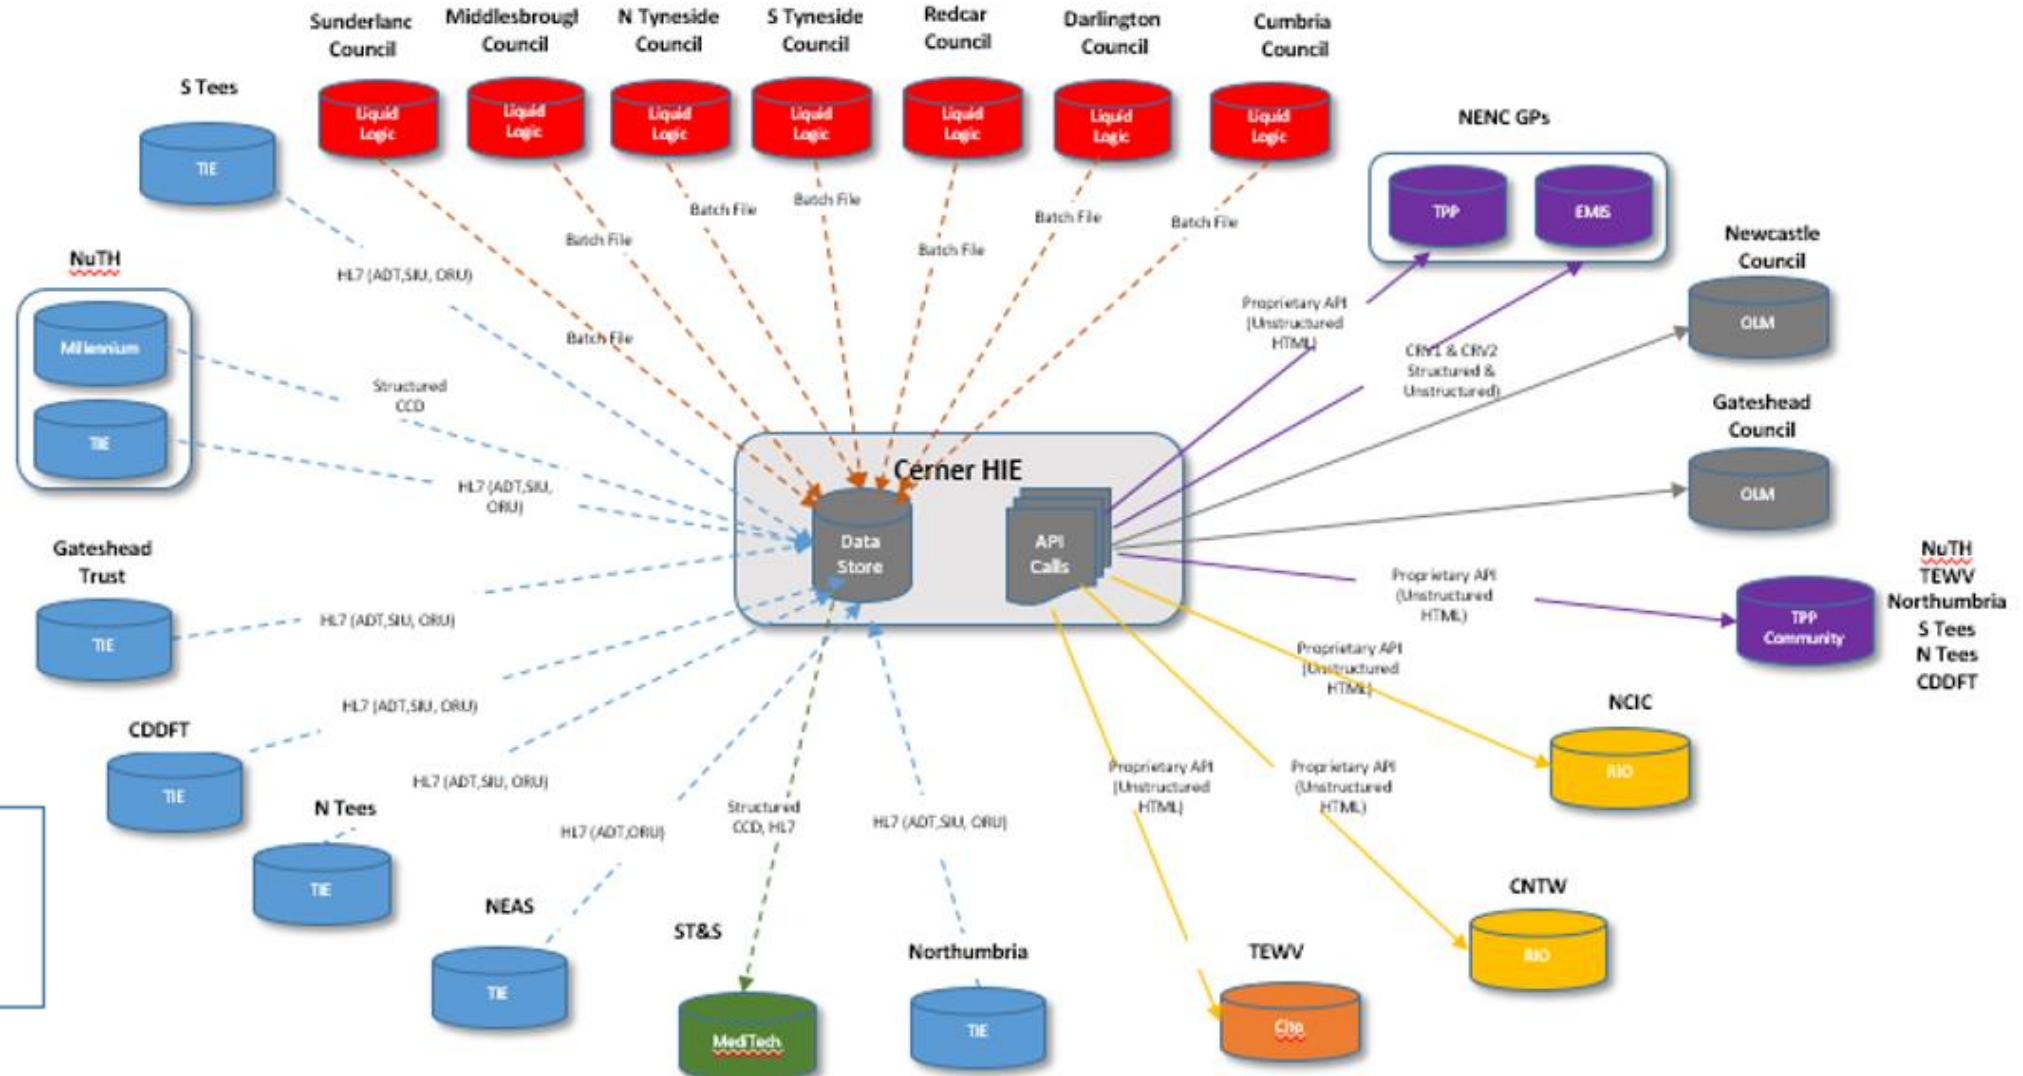 Sunderlanc
Council
Middlesbrougl
Council
N Tyneside
Council
S Tyneside
Council
Redcar
Council
Darlington
Council
Cumbria
Council
Liquid
Logic
Liquid
Logic
Liquid
Logic
Liquid
Logic
Liquid
Logic
Liquid
Logic
Liquid
Logic
S Tees
TIE
NENC GPs
TPP
EMIS
Batch File
Batch File
Batch File
Batch File
Batch File
Batch File
Batch File
HL7 (ADT,SIU, ORU)
NuTH
Millennium
TIE
Structured
CCD
HL7 (ADT,SIU,
ORU)
Proprietary API
(Unstructured
HTML)
CRV1 & CRV2
Structured &
Unstructured)
Newcastle
Council
OLM
Gateshead
Council
OLM
Cerner HIE
Data
Store
API
Calls
Gateshead
Trust
TIE
HL7 (ADT,SIU, ORU)
Proprietary API
(Unstructured
HTML)
TPP
Community
NuTH
TEWV
Northumbria
S Tees
N Tees
CDDFT
CDDFT
TIE
HL7 (ADT,SIU, ORU)
Proprietary API
(Unstructured
HTML)
NCIC
RIO
N Tees
TIE
HL7 (ADT,SIU, ORU)
NEAS
TIE
HL7 (ADT,ORU)
Structured
CCD, HL7
HL7 (ADT,SIU, ORU)
Proprietary API
(Unstructured
HTML)
Proprietary API
(Unstructured
HTML)
CNTW
RIO
ST&S
MediTech
Northumbria
TIE
TEWV
Cito